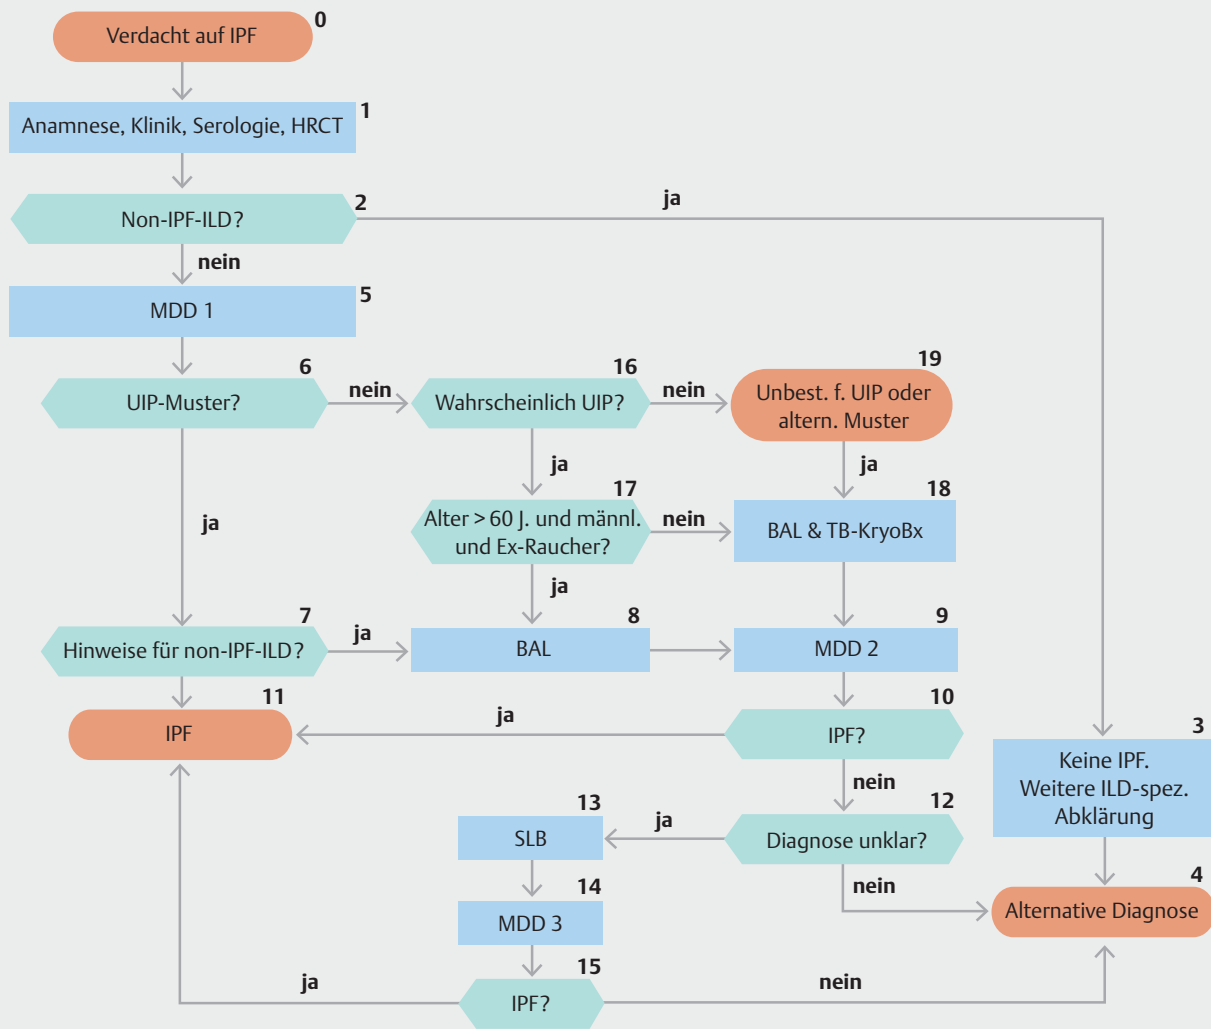 0
Verdacht auf IPF
1
Anamnese, Klinik, Serologie, HRCT
2
Non-IPF-ILD?
ja
nein
5
MDD 1
6
UIP-Muster?
nein
16
Wahrscheinlich UIP?
nein
19
Unbest. f. UIP oder
altern. Muster
ja
ja
ja
17
Alter > 60 J. und männl.
und Ex-Raucher?
nein
18
BAL & TB-KryoBx
ja
7
Hinweise für non-IPF-ILD?
ja
8
BAL
9
MDD 2
11
IPF
ja
10
IPF?
3
Keine IPF.
Weitere ILD-spez.
Abklärung
nein
12
Diagnose unklar?
ja
13
SLB
nein
4
Alternative Diagnose
14
MDD 3
15
IPF?
ja
nein